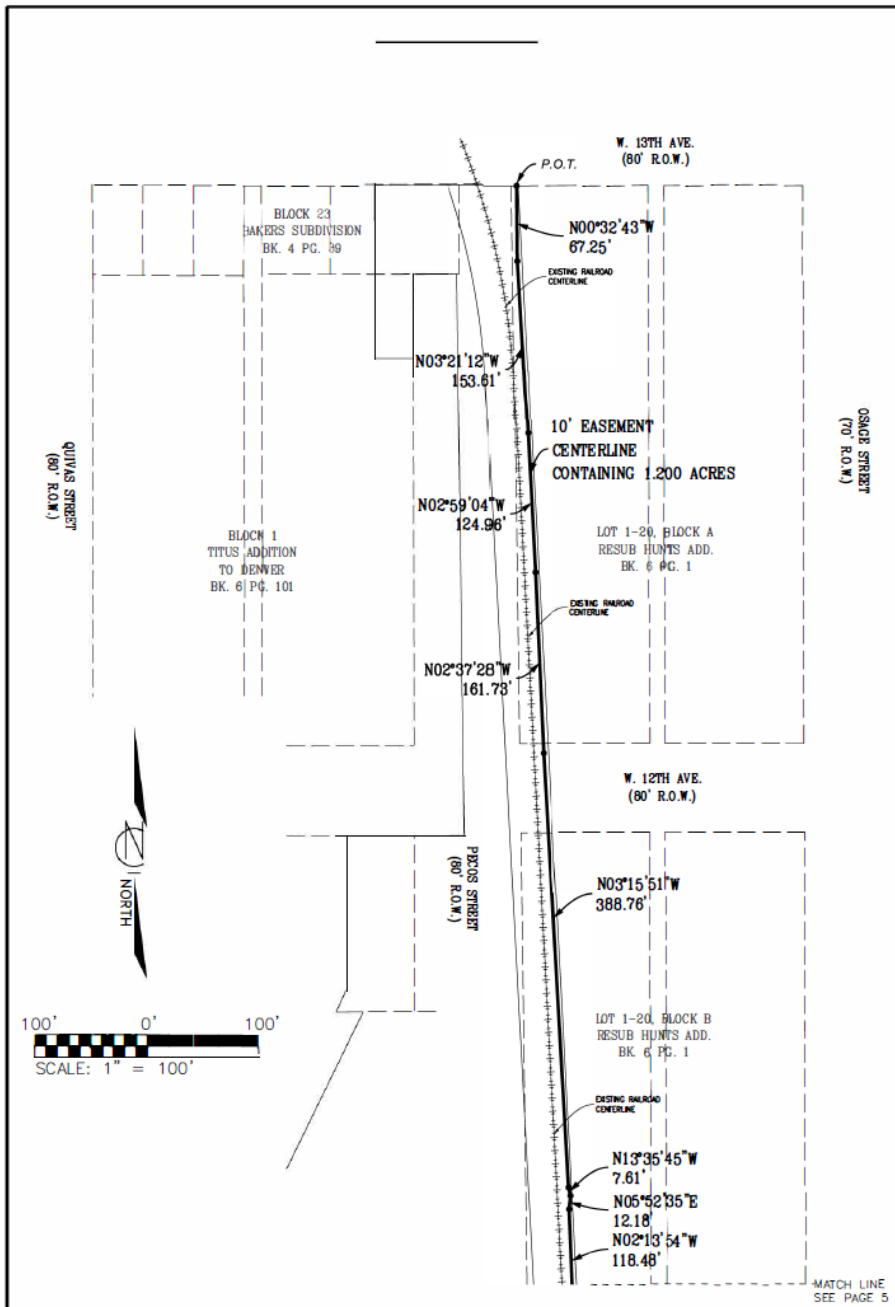 W. 13TH AVE.
(80' R.O.W.)
P.O.T.
BLOCK 23
BAKERS SUBDIVISION
BK. 4 PG. 39
N00°32'43"W
67.25'
EXISTING RAILROAD
CENTERLINE
N03°21'12"W
153.61'
10' EASEMENT
CENTERLINE
CONTAINING 1.200 ACRES
OSAGE STREET
(70' R.O.W.)
QUIVAS STREET
(80' R.O.W.)
N02°59'04"W
124.96'
BLOCK 1
TITUS ADDITION
TO DENVER
BK. 6 PG. 101
LOT 1-20, BLOCK A
RESUB HUNTS ADD.
BK. 6 PG. 1
EXISTING RAILROAD
CENTERLINE
N02°37'28"W
161.73'
W. 12TH AVE.
(80' R.O.W.)
NORTH
PECOS STREET
(80' R.O.W.)
N03°15'51"W
388.76'
100' 0' 100'
SCALE: 1" = 100'
LOT 1-20, BLOCK B
RESUB HUNTS ADD.
BK. 6 PG. 1
EXISTING RAILROAD
CENTERLINE
N13°35'45"W
7.61'
N05°52'35"E
12.18'
N02°13'54"W
118.48'
MATCH LINE
SEE PAGE 5